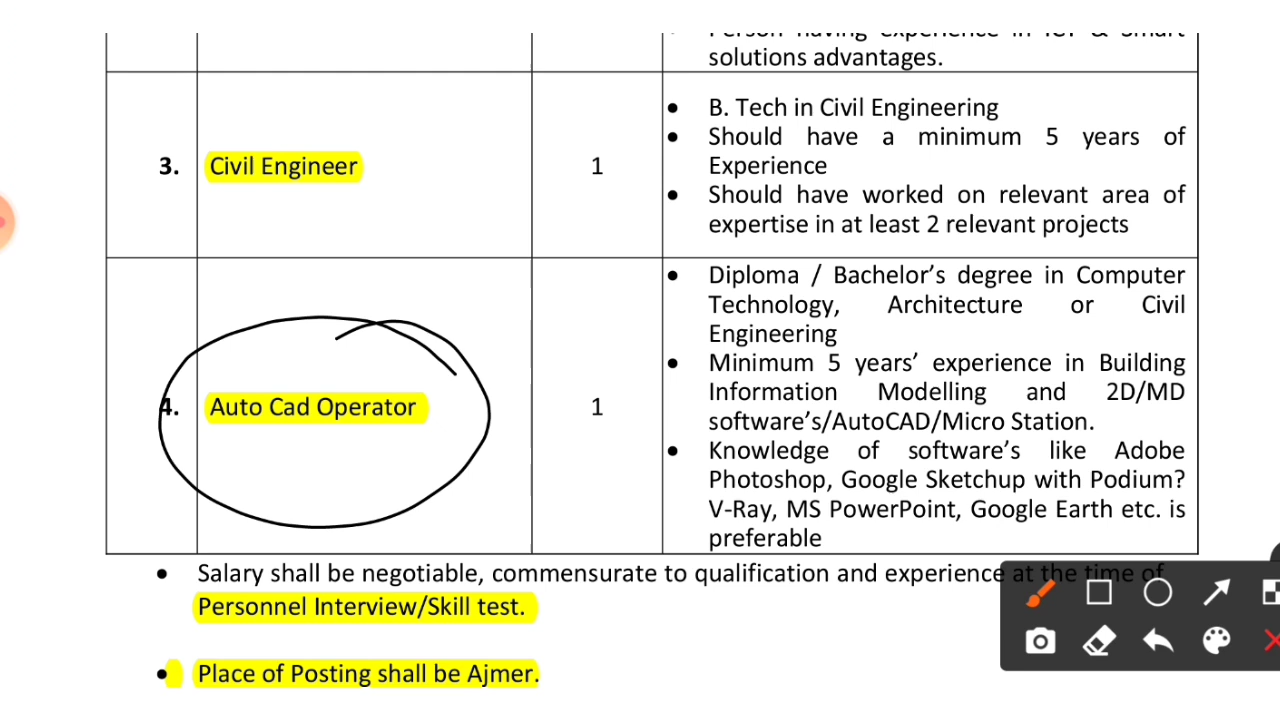 solutions advantages.
• B. Tech in Civil Engineering
• Should have a minimum 5 years of
Experience
• Should have worked on relevant area of
expertise in at least 2 relevant projects
3. Civil Engineer 1
• Diploma / Bachelor’s degree in Computer
Technology, Architecture or Civil
Engineering
• Minimum 5 years’ experience in Building
Information Modelling and 2D/MD
software’s/AutoCAD/Micro Station.
• Knowledge of software’s like Adobe
Photoshop, Google Sketchup with Podium?
V-Ray, MS PowerPoint, Google Earth etc. is
preferable
4. Auto Cad Operator 1
• Salary shall be negotiable, commensurate to qualification and experience at the time of
Personnel Interview/Skill test.
• Place of Posting shall be Ajmer.